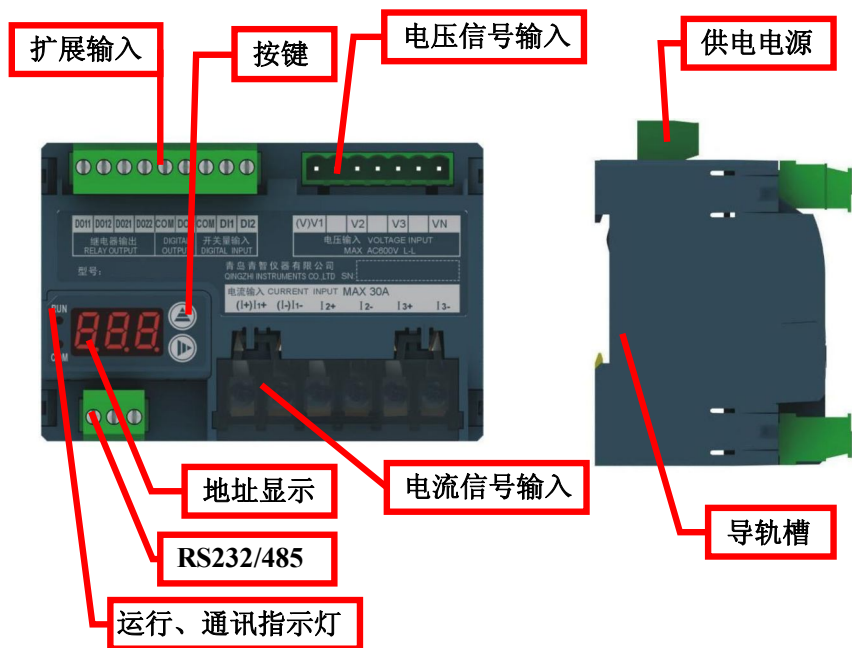 扩展输入
按键
电压信号输入
供电电源
DO11 DO12 DO21 DO22 COM DO COM DI1 DI2
继电器输出 DIGITAL 开关量输入
RELAY OUTPUT OUTPUT DIGITAL INPUT
(V)V1 V2 V3 VN
电压输入 VOLTAGE INPUT
MAX AC600V L-L
型号:
青岛青智仪器有限公司
QINGZHI INSTRUMENTS CO.,LTD SN:
电流输入 CURRENT INPUT MAX 30A
(I+)I1+ (I-)I1- I2+ I2- I3+ I3-
RUN
8.8.8
COM
地址显示
电流信号输入
导轨槽
RS232/485
运行、通讯指示灯